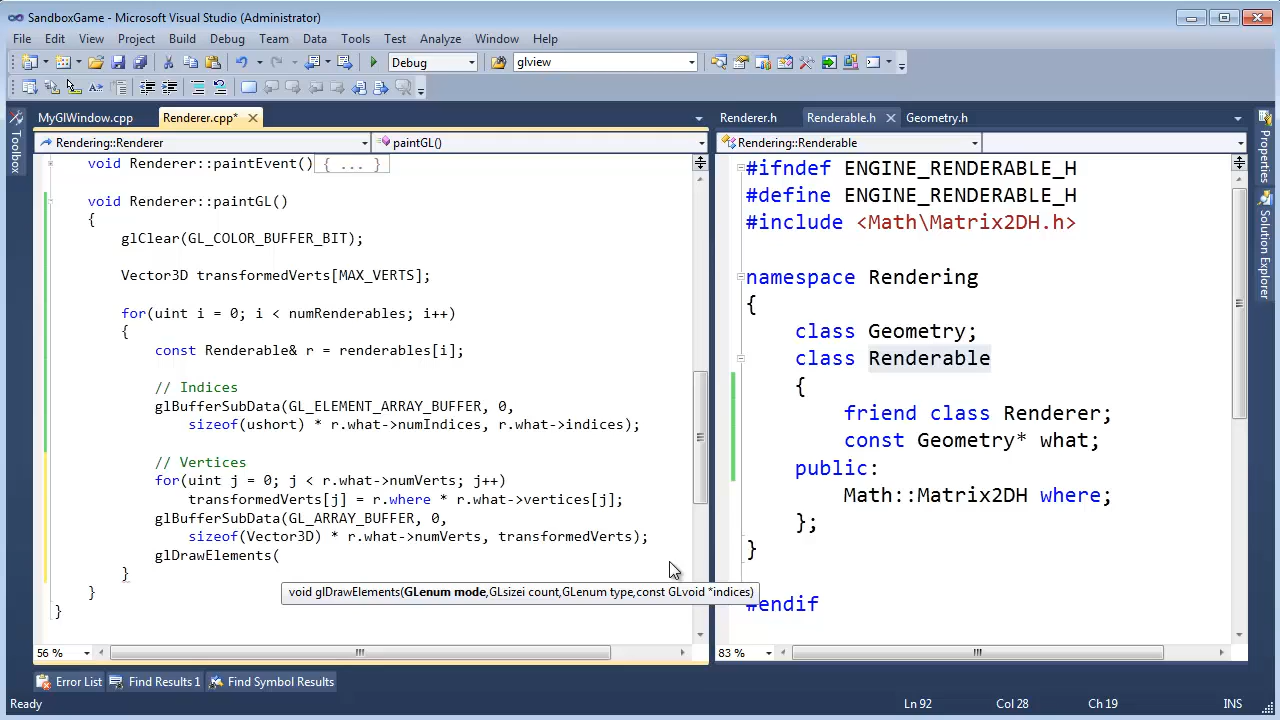 SandboxGame - Microsoft Visual Studio (Administrator)
File Edit View Project Build Debug Team Data Tools Test Analyze Window Help
Debug glview
MyGlWindow.cpp Renderer.cpp* Renderer.h Renderable.h Geometry.h
Rendering::Renderer paintGL() Rendering::Renderable
Toolbox
Properties
Solution Explorer
void Renderer::paintEvent() { ... }
void Renderer::paintGL()
{
glClear(GL_COLOR_BUFFER_BIT);
Vector3D transformedVerts[MAX_VERTS];
for(uint i = 0; i < numRenderables; i++)
{
const Renderable& r = renderables[i];
// Indices
glBufferSubData(GL_ELEMENT_ARRAY_BUFFER, 0,
sizeof(ushort) * r.what->numIndices, r.what->indices);
// Vertices
for(uint j = 0; j < r.what->numVerts; j++)
transformedVerts[j] = r.where * r.what->vertices[j];
glBufferSubData(GL_ARRAY_BUFFER, 0,
sizeof(Vector3D) * r.what->numVerts, transformedVerts);
glDrawElements(
}
void glDrawElements(GLenum mode,GLsizei count,GLenum type,const GLvoid *indices)
}
}
#ifndef ENGINE_RENDERABLE_H
#define ENGINE_RENDERABLE_H
#include <Math\Matrix2DH.h>
namespace Rendering
{
class Geometry;
class Renderable
{
friend class Renderer;
const Geometry* what;
public:
Math::Matrix2DH where;
};
}
#endif
56 % 83 %
Error List Find Results 1 Find Symbol Results
Ready Ln 92 Col 28 Ch 19 INS